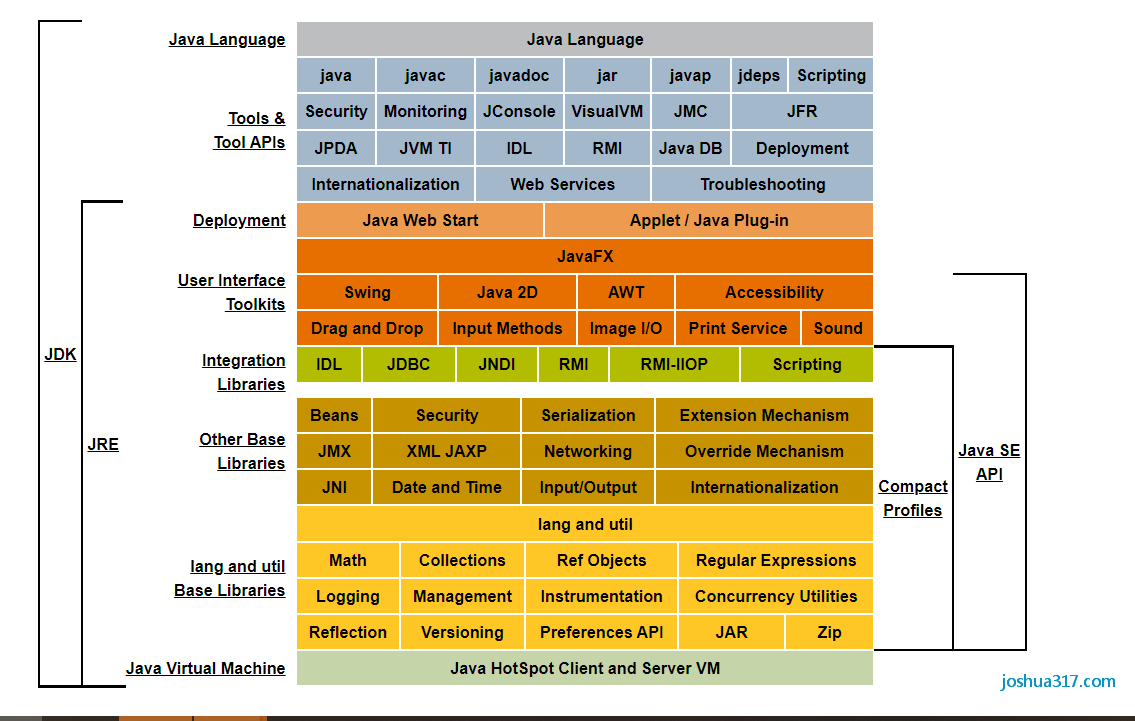 Java Language Java Language
java javac javadoc jar javap jdeps Scripting
Security Monitoring JConsole VisualVM JMC JFR
Tools &
Tool APIs
JPDA JVM TI IDL RMI Java DB Deployment
Internationalization Web Services Troubleshooting
Deployment Java Web Start Applet / Java Plug-in
JavaFX
User Interface
Toolkits
Swing Java 2D AWT Accessibility
Drag and Drop Input Methods Image I/O Print Service Sound
JDK
Integration
Libraries
IDL JDBC JNDI RMI RMI-IIOP Scripting
Beans Security Serialization Extension Mechanism
JRE
Other Base
Libraries
JMX XML JAXP Networking Override Mechanism
Java SE
API
JNI Date and Time Input/Output Internationalization
Compact
Profiles
lang and util
lang and util
Base Libraries
Math Collections Ref Objects Regular Expressions
Logging Management Instrumentation Concurrency Utilities
Reflection Versioning Preferences API JAR Zip
Java Virtual Machine Java HotSpot Client and Server VM
joshua317.com